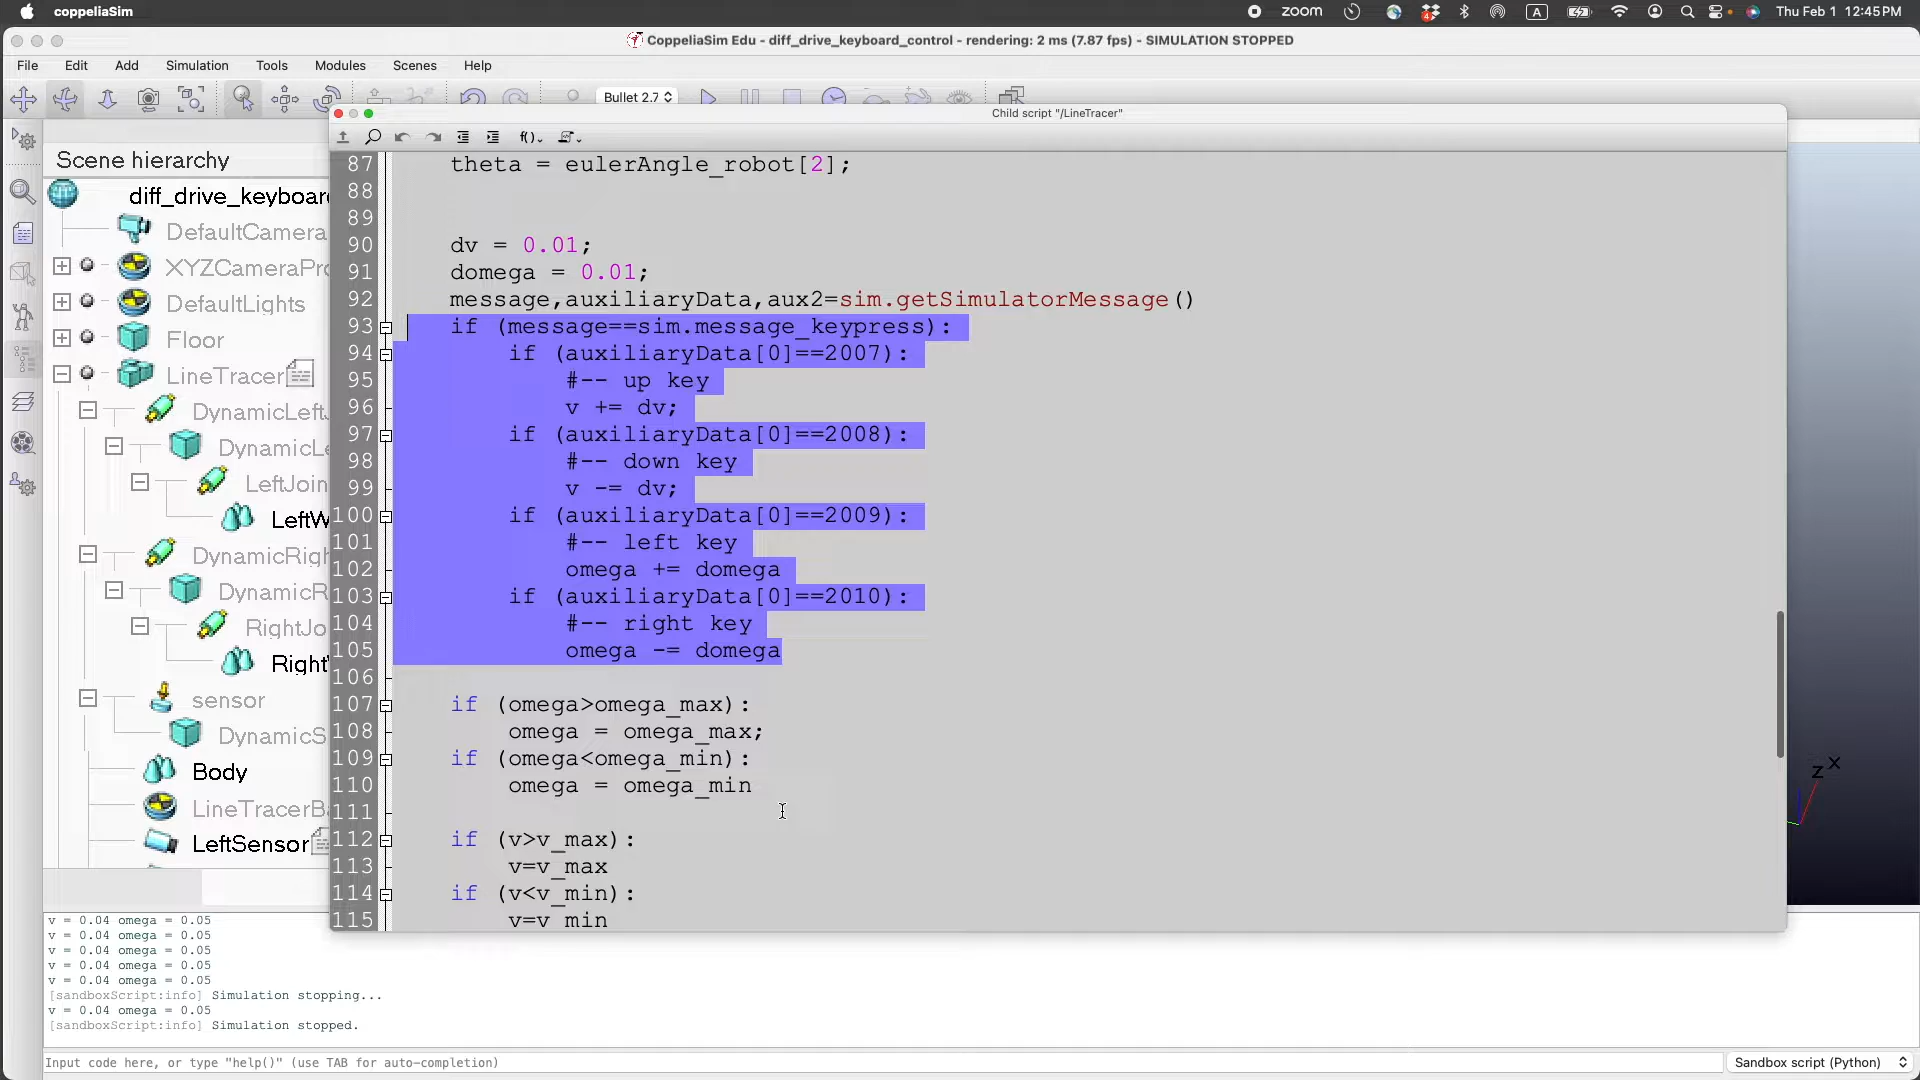 coppeliaSim
zoom
4
A
Thu Feb 1 12:45 PM
CoppeliaSim Edu - diff_drive_keyboard_control - rendering: 2 ms (7.87 fps) - SIMULATION STOPPED
File Edit Add Simulation Tools Modules Scenes Help
Bullet 2.7
Child script "/LineTracer"
f()
Scene hierarchy
diff_drive_keyboar
DefaultCamera
XYZCameraPro
DefaultLights
Floor
LineTracer
DynamicLeftJ
DynamicLe
LeftJoin
LeftW
DynamicRigh
DynamicR
RightJo
Right
sensor
DynamicS
Body
LineTracerBa
LeftSensor
87 theta = eulerAngle_robot[2];
88
89
90 dv = 0.01;
91 domega = 0.01;
92 message,auxiliaryData,aux2=sim.getSimulatorMessage()
93 if (message==sim.message_keypress):
94 if (auxiliaryData[0]==2007):
95 #-- up key
96 v += dv;
97 if (auxiliaryData[0]==2008):
98 #-- down key
99 v -= dv;
100 if (auxiliaryData[0]==2009):
101 #-- left key
102 omega += domega
103 if (auxiliaryData[0]==2010):
104 #-- right key
105 omega -= domega
106
107 if (omega>omega_max):
108 omega = omega_max;
109 if (omega<omega_min):
110 omega = omega_min
111
112 if (v>v_max):
113 v=v_max
114 if (v<v_min):
115 v=v_min
z x
v = 0.04 omega = 0.05
v = 0.04 omega = 0.05
v = 0.04 omega = 0.05
v = 0.04 omega = 0.05
v = 0.04 omega = 0.05
[sandboxScript:info] Simulation stopping...
v = 0.04 omega = 0.05
[sandboxScript:info] Simulation stopped.
Input code here, or type "help()" (use TAB for auto-completion)
Sandbox script (Python)